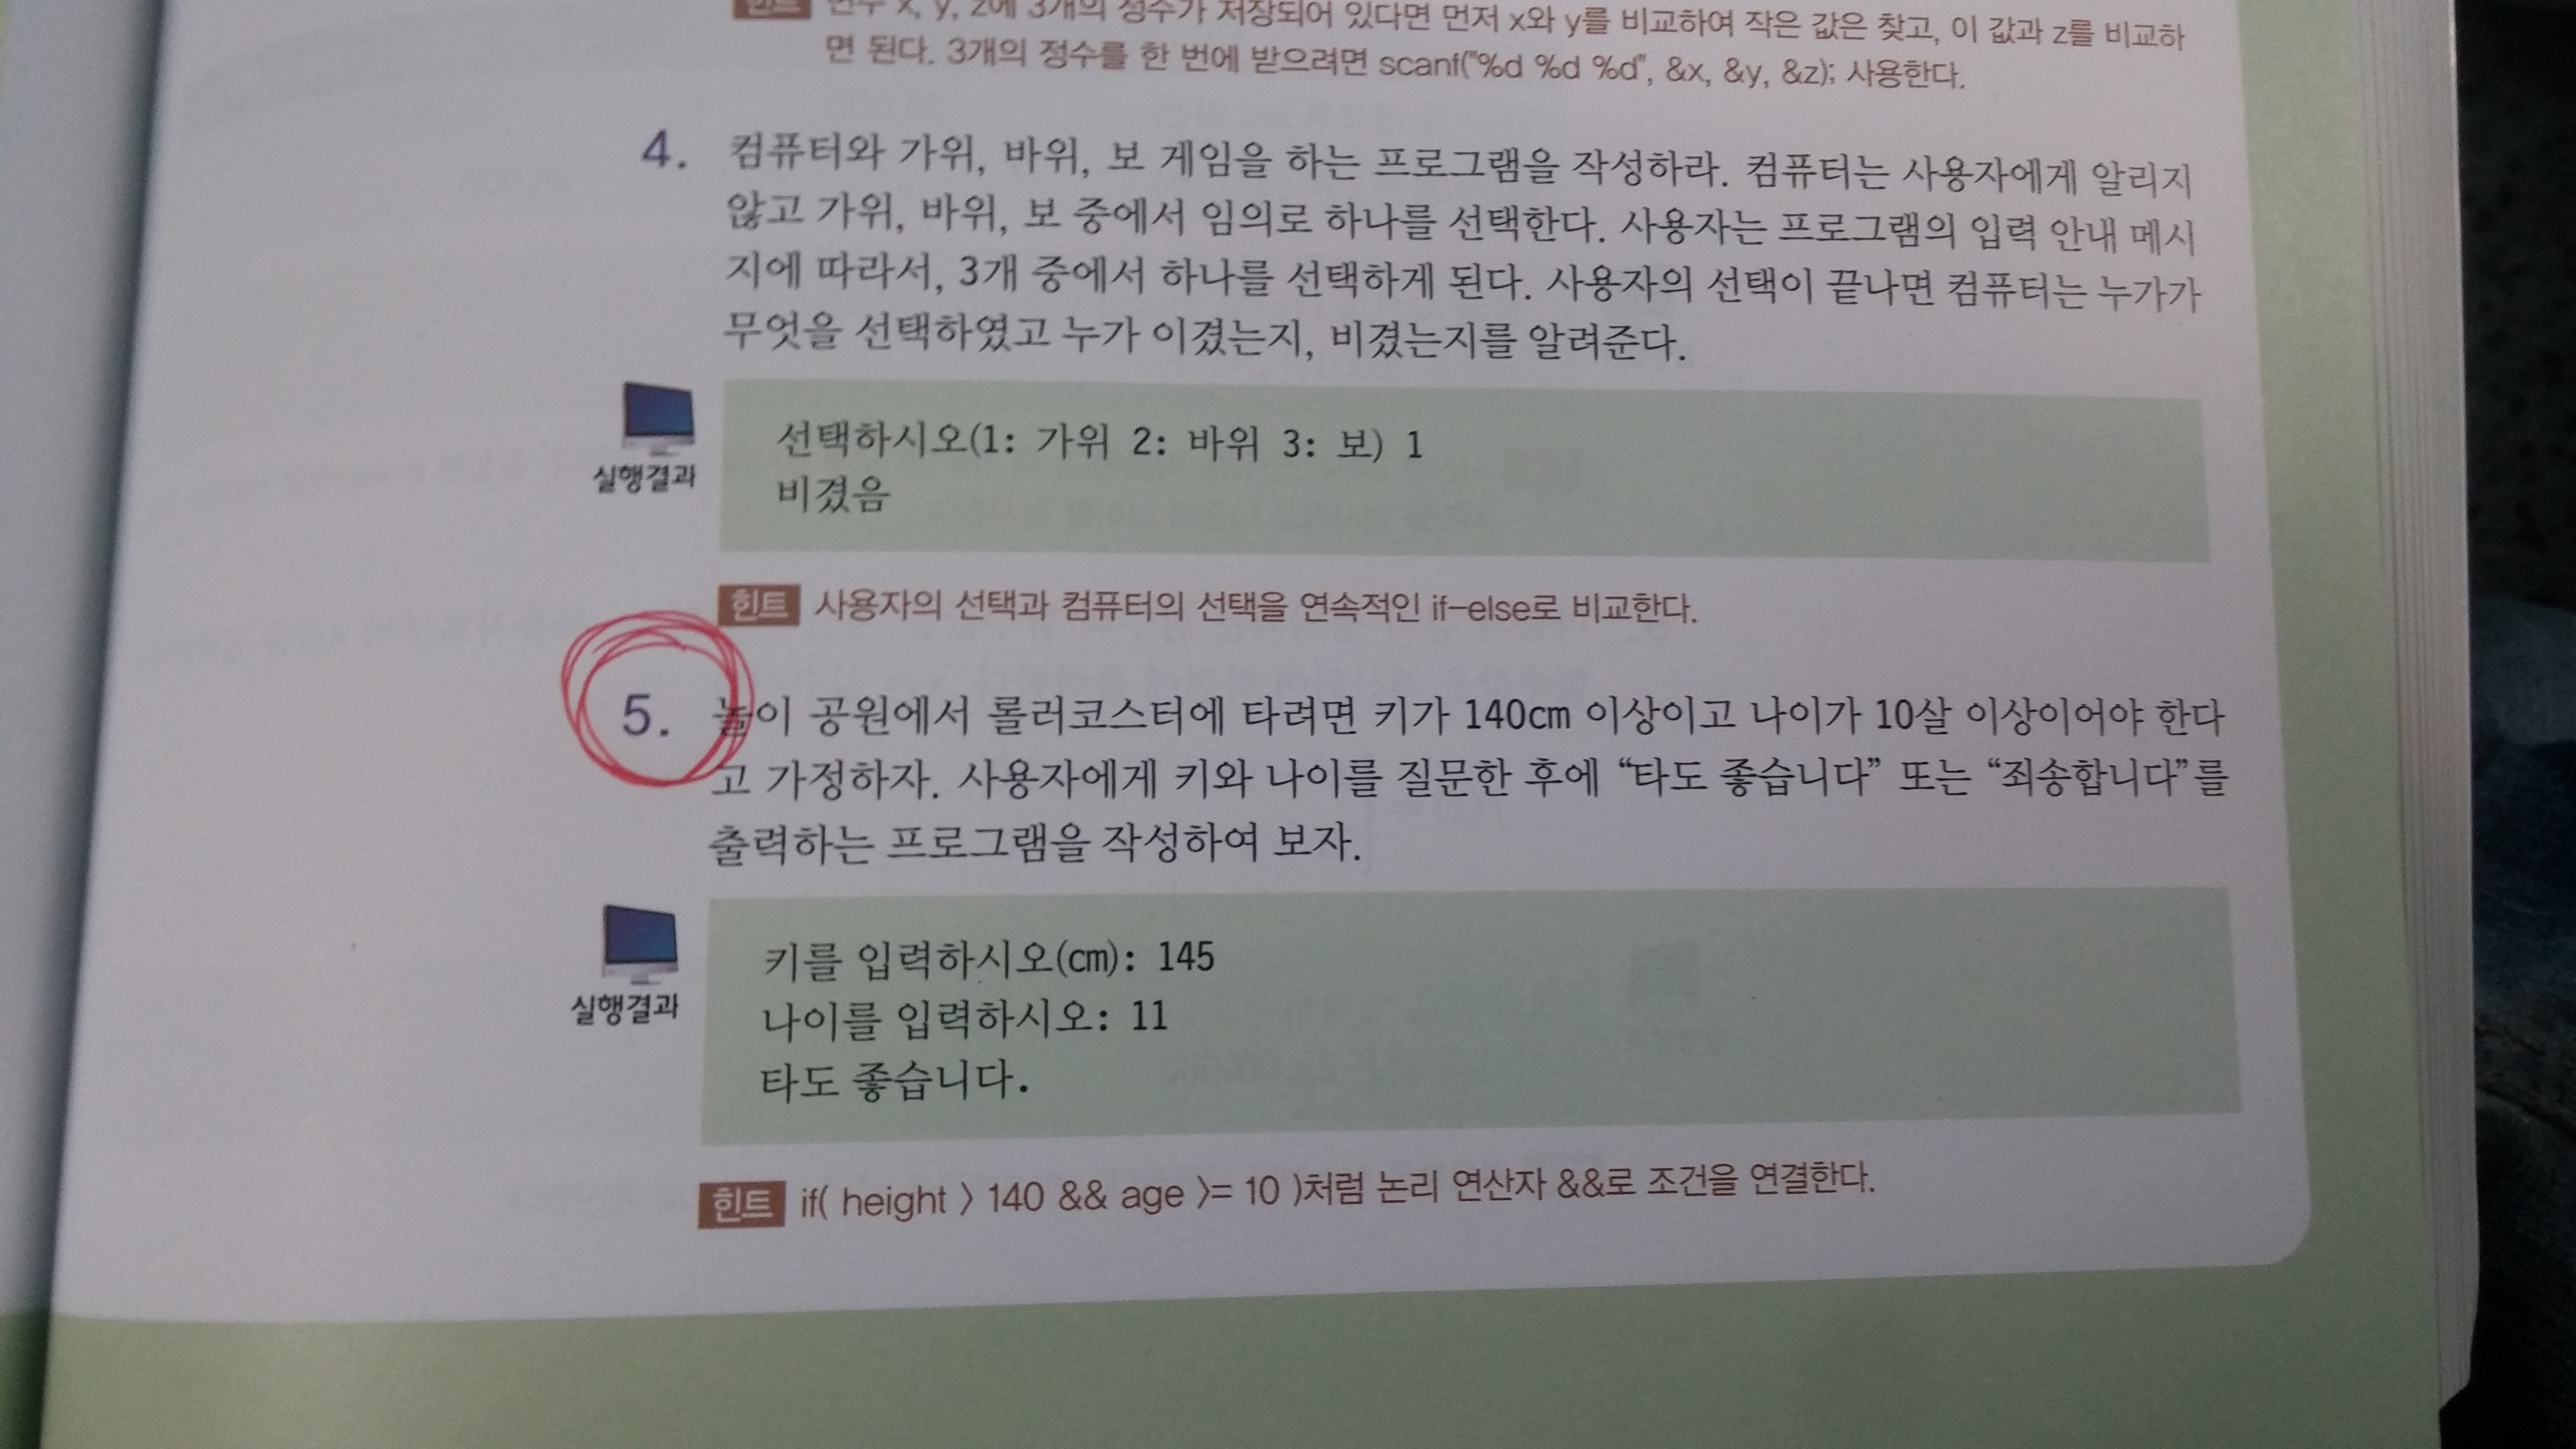 힌트 변수 x, y, z에 3개의 정수가 저장되어 있다면 먼저 x와 y를 비교하여 작은 값은 찾고, 이 값과 z를 비교하
면 된다. 3개의 정수를 한 번에 받으려면 scanf("%d %d %d", &x, &y, &z); 사용한다.
4. 컴퓨터와 가위, 바위, 보 게임을 하는 프로그램을 작성하라. 컴퓨터는 사용자에게 알리지
않고 가위, 바위, 보 중에서 임의로 하나를 선택한다. 사용자는 프로그램의 입력 안내 메시
지에 따라서, 3개 중에서 하나를 선택하게 된다. 사용자의 선택이 끝나면 컴퓨터는 누가가
무엇을 선택하였고 누가 이겼는지, 비겼는지를 알려준다.
실행결과
선택하시오(1: 가위 2: 바위 3: 보) 1
비겼음
힌트 사용자의 선택과 컴퓨터의 선택을 연속적인 if-else로 비교한다.
5. 놀이 공원에서 롤러코스터에 타려면 키가 140cm 이상이고 나이가 10살 이상이어야 한다
고 가정하자. 사용자에게 키와 나이를 질문한 후에 “타도 좋습니다” 또는 “죄송합니다”를
출력하는 프로그램을 작성하여 보자.
실행결과
키를 입력하시오(cm): 145
나이를 입력하시오: 11
타도 좋습니다.
힌트 if( height > 140 && age >= 10 )처럼 논리 연산자 &&로 조건을 연결한다.